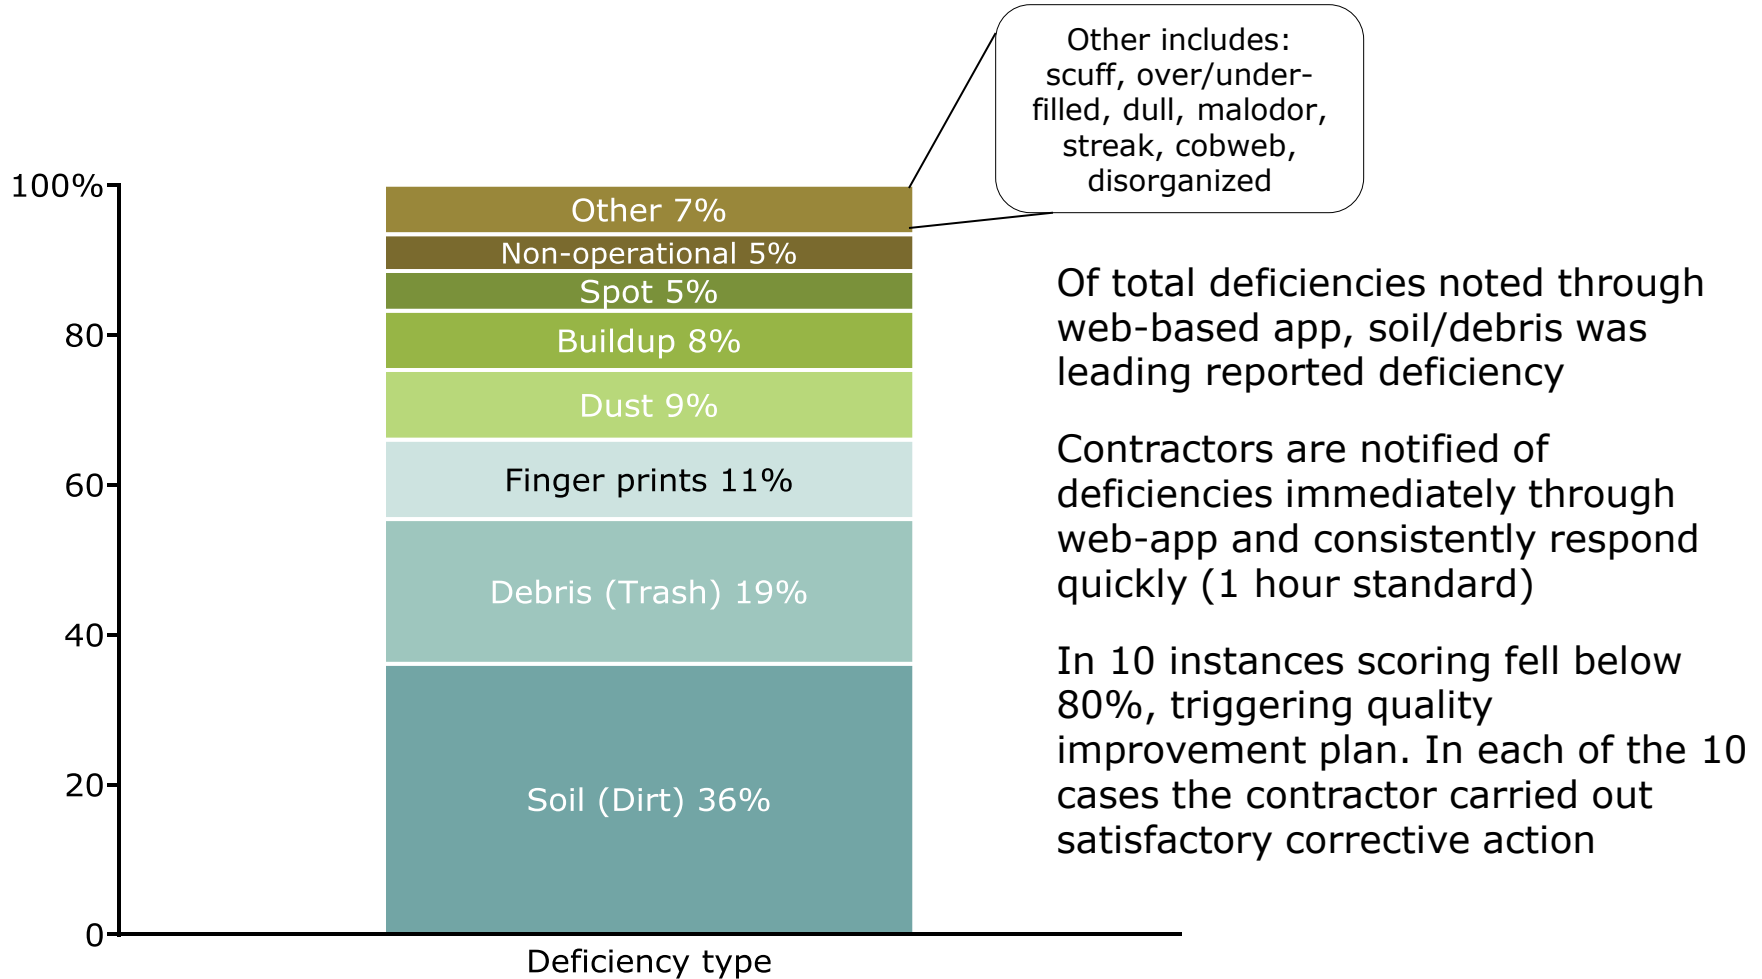 Other includes:
scuff, over/under-
filled, dull, malodor,
streak, cobweb,
disorganized
100%
80
60
40
20
0
Other 7%
Non-operational 5%
Spot 5%
Buildup 8%
Dust 9%
Finger prints 11%
Debris (Trash) 19%
Soil (Dirt) 36%
Deficiency type
Of total deficiencies noted through
web-based app, soil/debris was
leading reported deficiency
Contractors are notified of
deficiencies immediately through
web-app and consistently respond
quickly (1 hour standard)
In 10 instances scoring fell below
80%, triggering quality
improvement plan. In each of the 10
cases the contractor carried out
satisfactory corrective action